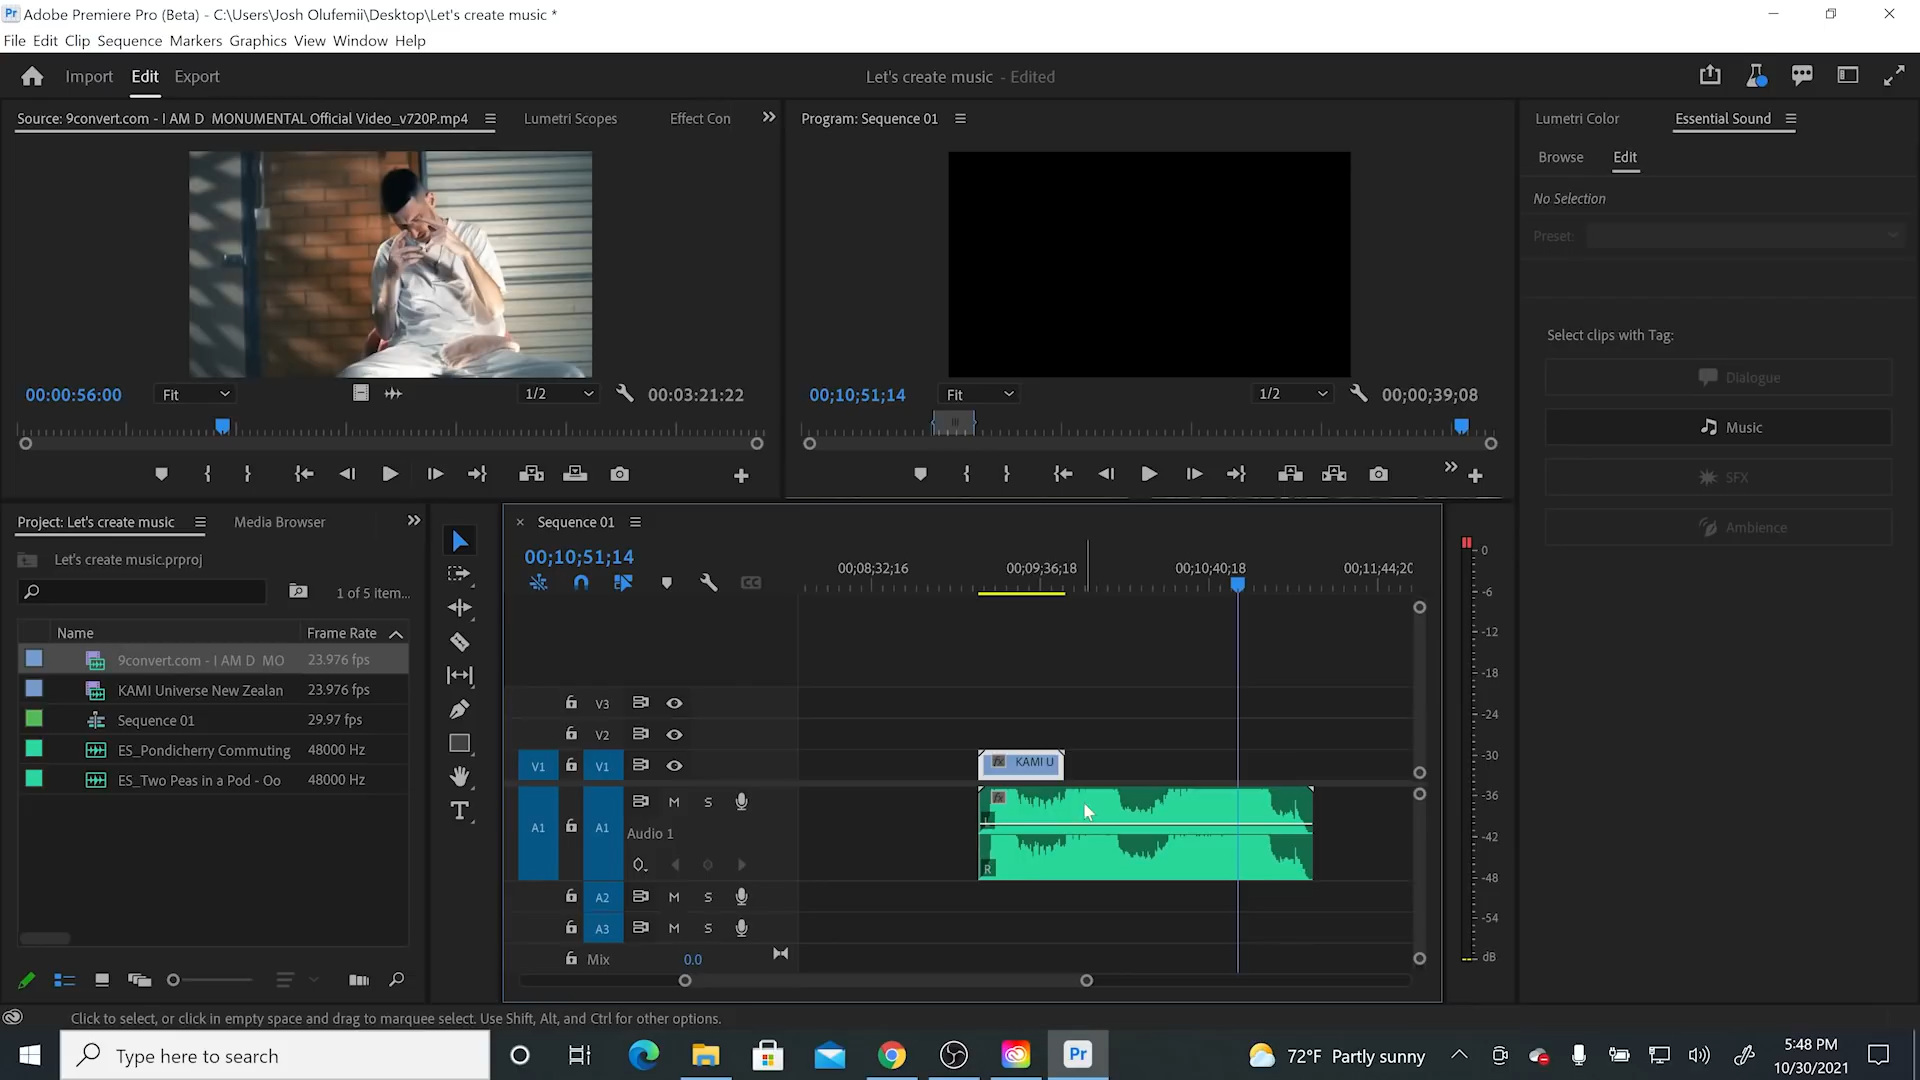 Pr Adobe Premiere Pro (Beta) - C:\Users\Josh Olufemii\Desktop\Let's create music *
File Edit Clip Sequence Markers Graphics View Window Help
Import Edit Export
Let's create music - Edited
Source: 9convert.com - I AM D MONUMENTAL Official Video_v720P.mp4
Lumetri Scopes
Effect Con
Program: Sequence 01
Lumetri Color
Essential Sound
Browse
Edit
No Selection
Preset:
Select clips with Tag:
Dialogue
Music
SFX
Ambience
00:00:56:00
Fit
1/2
00:03:21:22
00;10;51;14
Fit
1/2
00;00;39;08
Project: Let's create music
Media Browser
Let's create music.prproj
1 of 5 item...
Name
Frame Rate
9convert.com - I AM D MO 23.976 fps
KAMI Universe New Zealan 23.976 fps
Sequence 01 29.97 fps
ES_Pondicherry Commuting 48000 Hz
ES_Two Peas in a Pod - Oo 48000 Hz
T
× Sequence 01
00;10;51;14
CC
00;08;32;16
00;09;36;18
00;10;40;18
00;11;44;20
V3
V2
V1 V1
fx KAMI U
A1 A1 M S
Audio 1
fx
L
R
A2 M S
A3 M S
Mix 0.0
0
-6
-12
-18
-24
-30
-36
-42
-48
-54
dB
Click to select, or click in empty space and drag to marquee select. Use Shift, Alt, and Ctrl for other options.
Type here to search
Pr
72°F Partly sunny
5:48 PM
10/30/2021